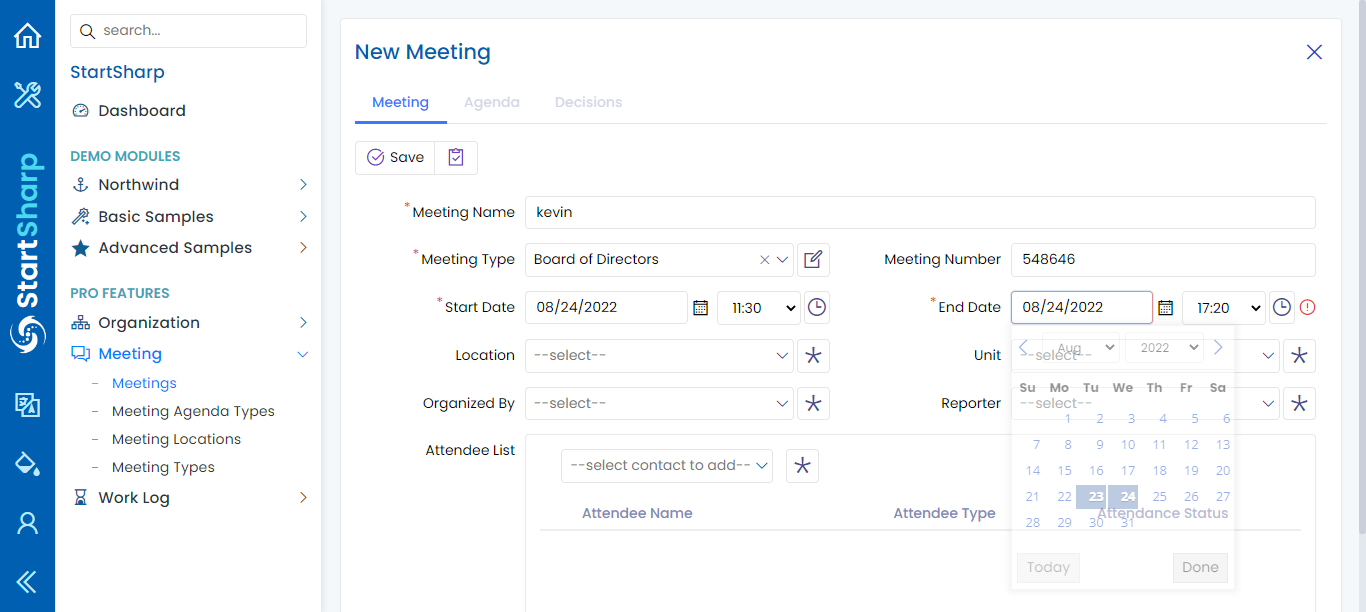 search...
StartSharp
StartSharp
Dashboard
DEMO MODULES
Northwind
Basic Samples
Advanced Samples
PRO FEATURES
Organization
Meeting
Meetings
Meeting Agenda Types
Meeting Locations
Meeting Types
Work Log
New Meeting
Meeting Agenda Decisions
Save
*Meeting Name kevin
*Meeting Type Board of Directors Meeting Number 548646
*Start Date 08/24/2022 11:30 *End Date 08/24/2022 17:20
Location --select-- Unit --select--
Aug 2022
Su Mo Tu We Th Fr Sa
Organized By --select-- Reporter --select--
1 2 3 4 5 6
7 8 9 10 11 12 13
14 15 16 17 18 19 20
21 22 23 24 25 26 27
28 29 30 31
Today Done
Attendee List --select contact to add--
Attendee Name Attendee Type Attendance Status